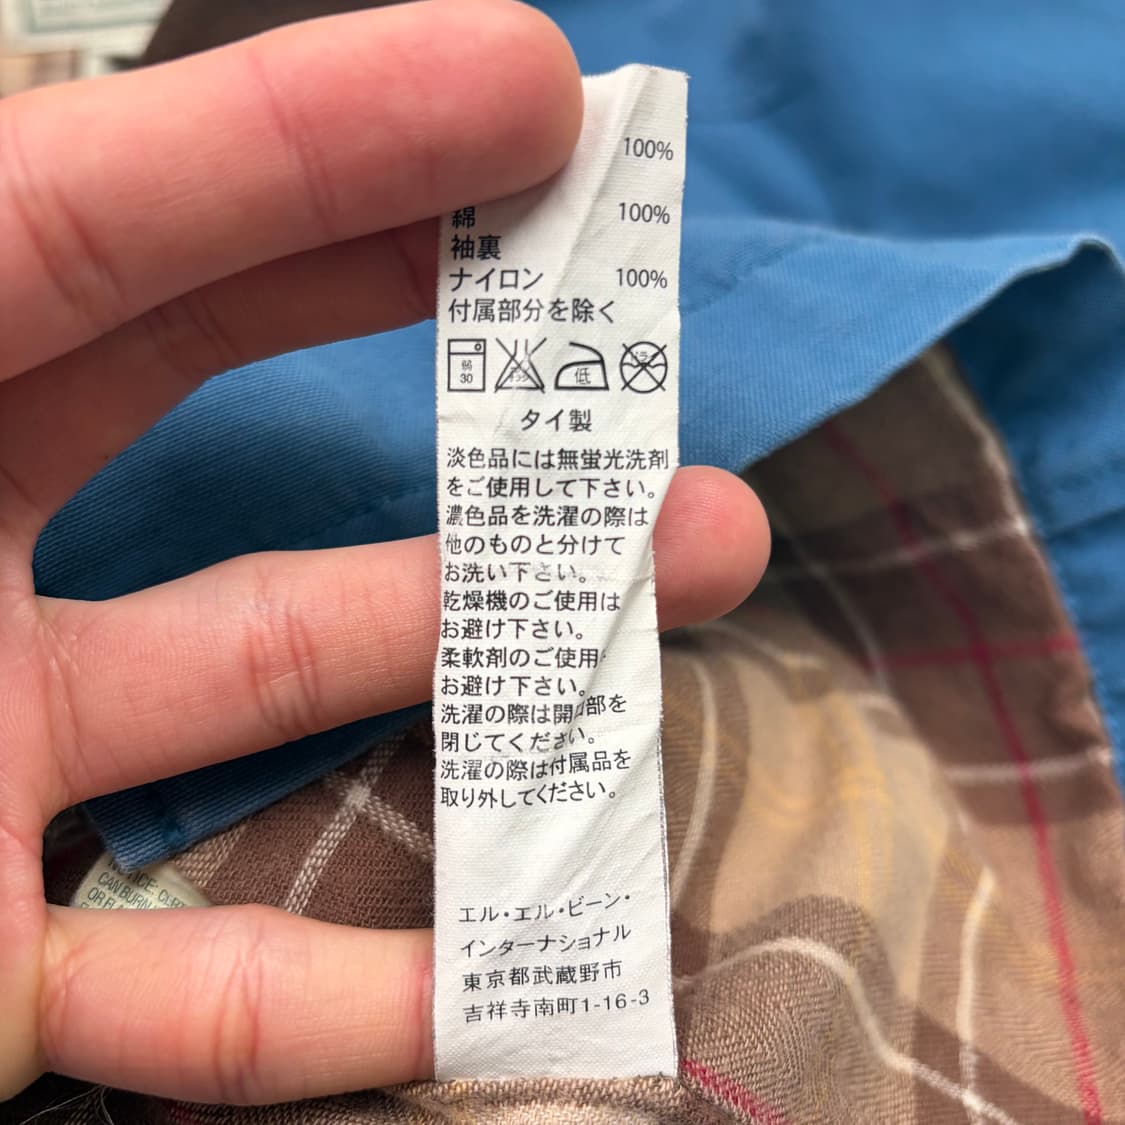 100%
綿 100%
袖裏
ナイロン 100%
付属部分を除く
弱
30
低
タイ製
淡色品には無蛍光洗剤
をご使用して下さい。
濃色品を洗濯の際は
他のものと分けて
お洗い下さい。
乾燥機のご使用は
お避け下さい。
柔軟剤のご使用
お避け下さい。
洗濯の際は開口部を
閉じてください。
洗濯の際は付属品を
取り外してください。
エル・エル・ビーン・
インターナショナル
東京都武蔵野市
吉祥寺南町1-16-3
CAN BURN